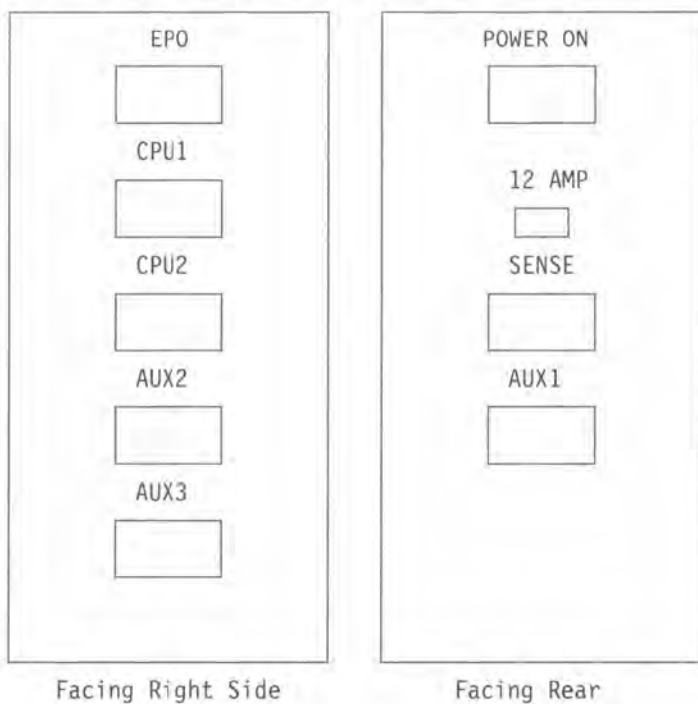 EPO
CPU1
CPU2
AUX2
AUX3
Facing Right Side
POWER ON
12 AMP
SENSE
AUX1
Facing Rear